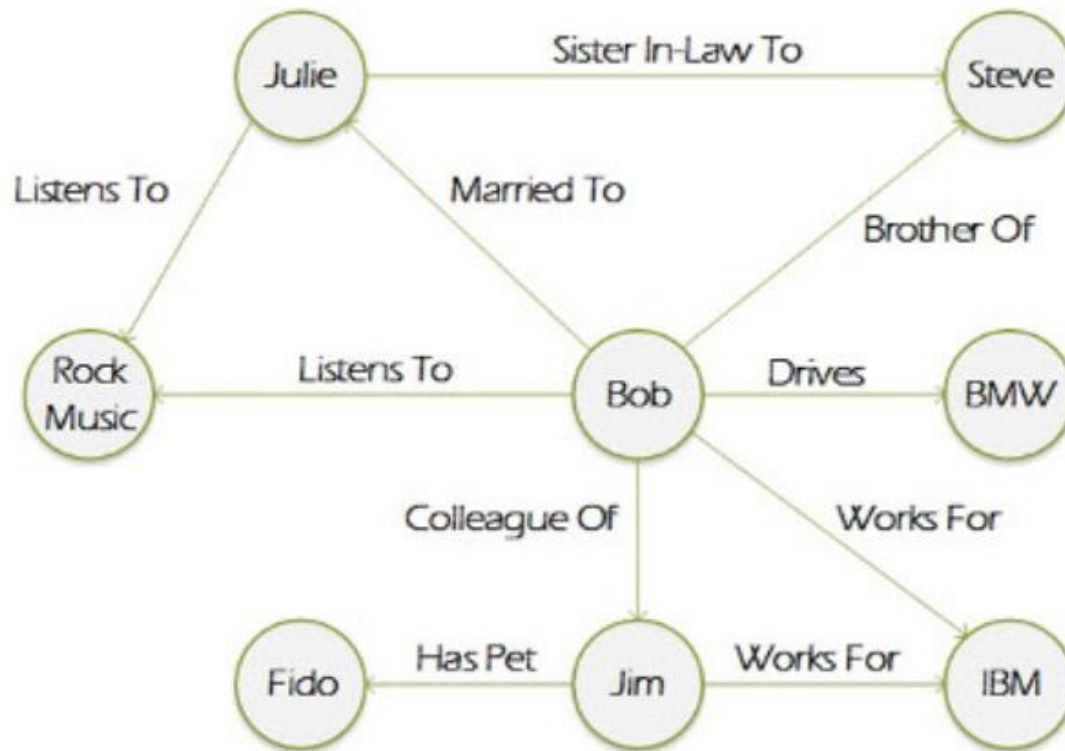 Sister In-Law To
Julie
Steve
Listens To
Married To
Brother Of
Rock
Music
Listens To
Bob
Drives
BMW
Colleague Of
Works For
Fido
Has Pet
Jim
Works For
IBM